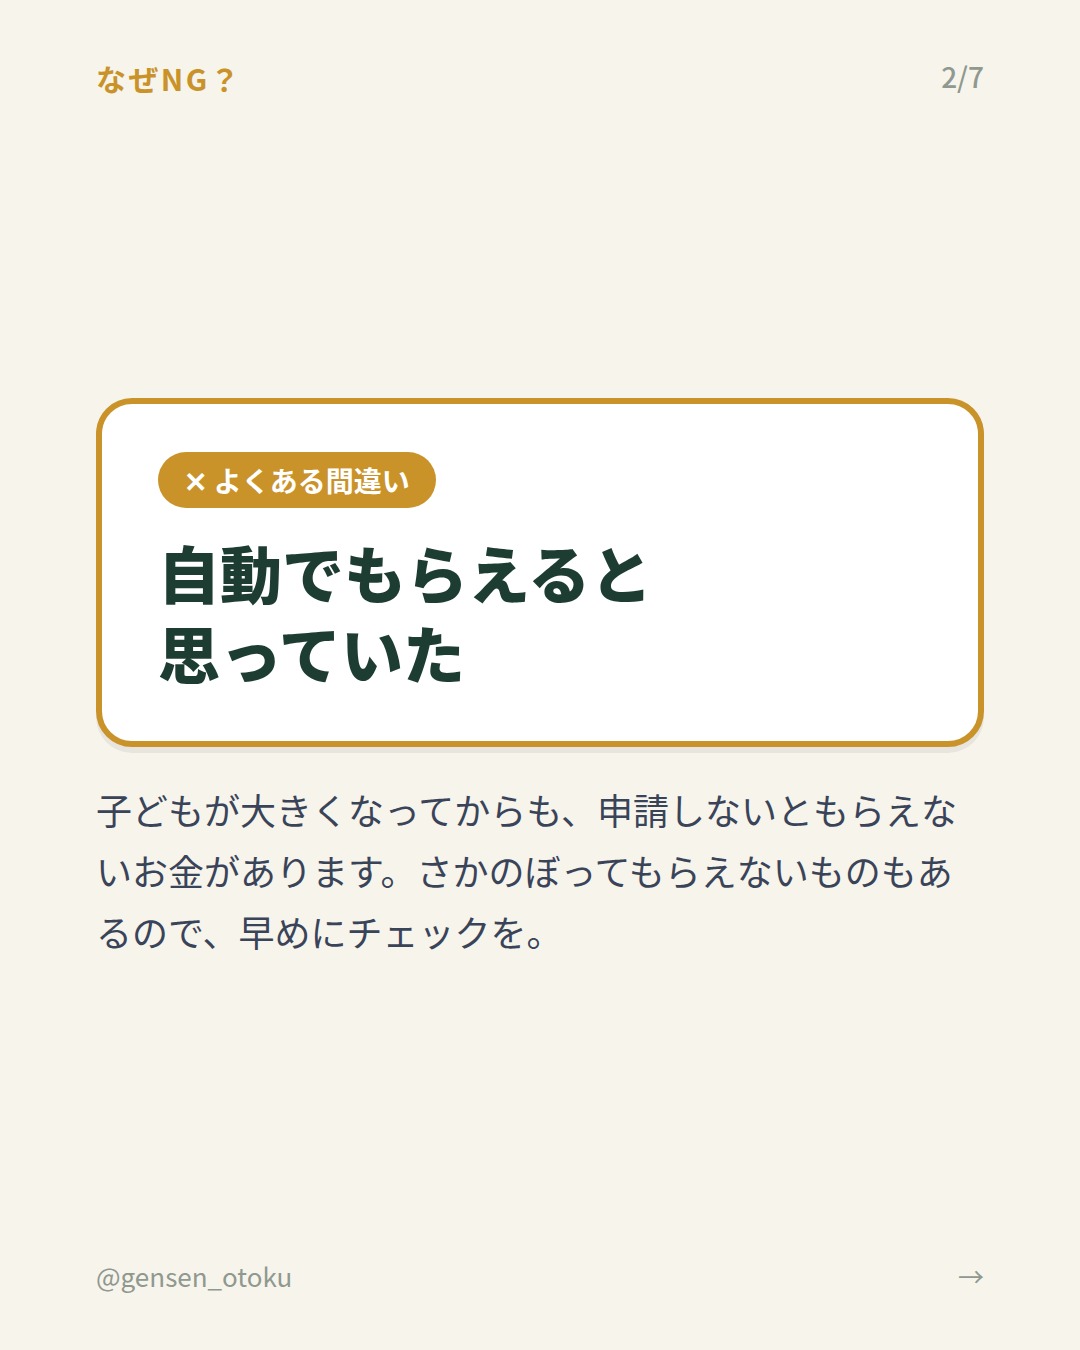 なぜNG？
2/7
× よくある間違い
自動でもらえると
思っていた
子どもが大きくなってからも、申請しないともらえな
いお金があります。さかのぼってもらえないものもあ
るので、早めにチェックを。
@gensen_otoku
→